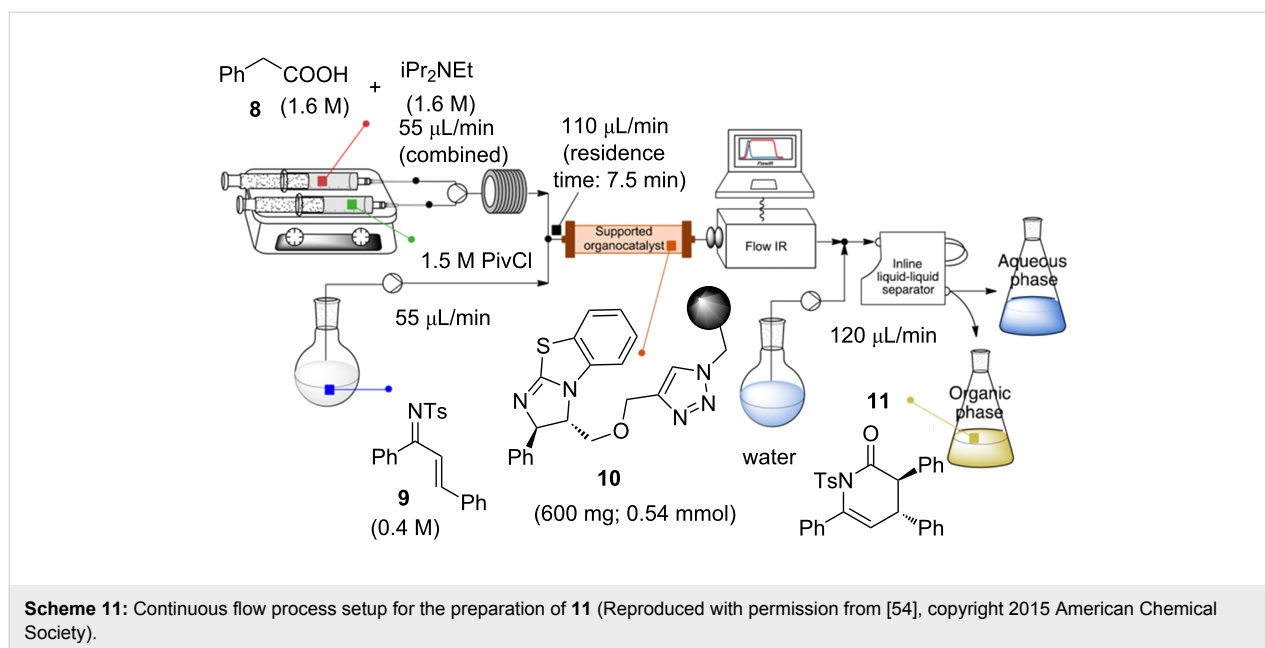 Ph COOH
8 (1.6 M)
+
iPr₂NEt
(1.6 M)
55 μL/min
(combined)
110 μL/min
(residence
time: 7.5 min)
FlowIR
Supported
organocatalyst
Flow IR
Inline
liquid-liquid
separator
Aqueous
phase
1.5 M PivCl
55 μL/min
120 μL/min
Organic
phase
water
NTs
Ph
Ph
9
(0.4 M)
S
N
N
Ph
O
N
N
N
10
(600 mg; 0.54 mmol)
11
O
TsN
Ph
Ph
Ph
Scheme 11: Continuous flow process setup for the preparation of 11 (Reproduced with permission from [54], copyright 2015 American Chemical
Society).